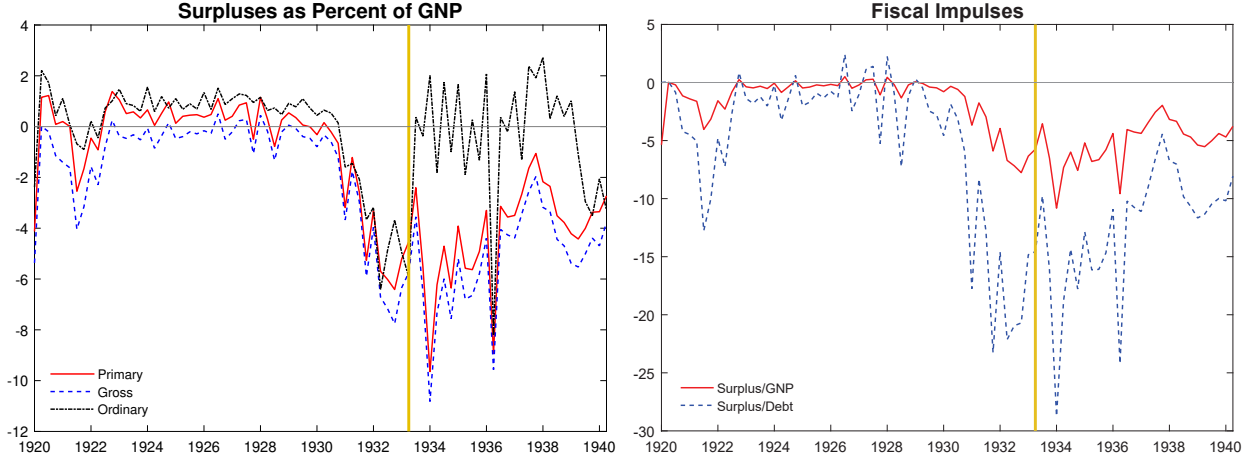 Surpluses as Percent of GNP
4
2
0
-2
-4
-6
-8
-10
-12
Primary
Gross
Ordinary
1920 1922 1924 1926 1928 1930 1932 1934 1936 1938 1940
Fiscal Impulses
5
0
-5
-10
-15
-20
-25
-30
Surplus/GNP
Surplus/Debt
1920 1922 1924 1926 1928 1930 1932 1934 1936 1938 1940